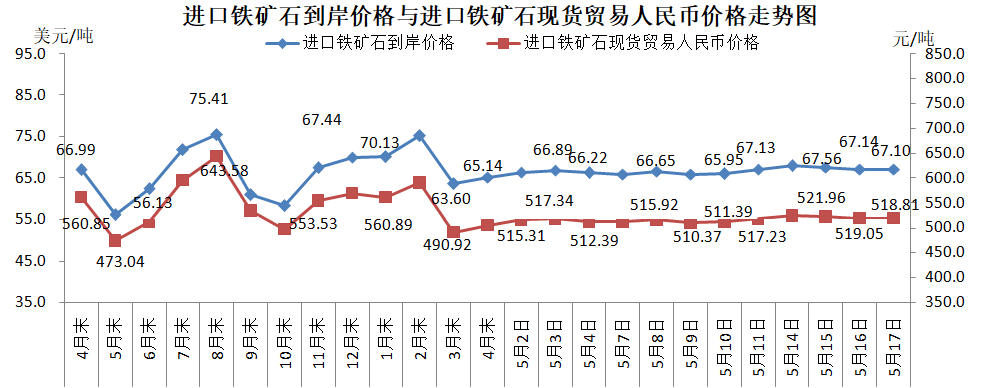 进口铁矿石到岸价格与进口铁矿石现货贸易人民币价格走势图
美元/吨
元/吨
进口铁矿石到岸价格
进口铁矿石现货贸易人民币价格
95.0
85.0
75.0
65.0
55.0
45.0
35.0
850.0
800.0
750.0
700.0
650.0
600.0
550.0
500.0
450.0
400.0
350.0
66.99
56.13
75.41
67.44
70.13
63.60
65.14
66.89
66.22
66.65
65.95
67.13
67.56
67.14
67.10
560.85
473.04
643.58
553.53
560.89
490.92
515.31
517.34
512.39
515.92
510.37
511.39
517.23
521.96
519.05
518.81
4月末
5月末
6月末
7月末
8月末
9月末
10月末
11月末
12月末
1月末
2月末
3月末
4月末
5月2日
5月3日
5月4日
5月7日
5月8日
5月9日
5月10日
5月11日
5月14日
5月15日
5月16日
5月17日